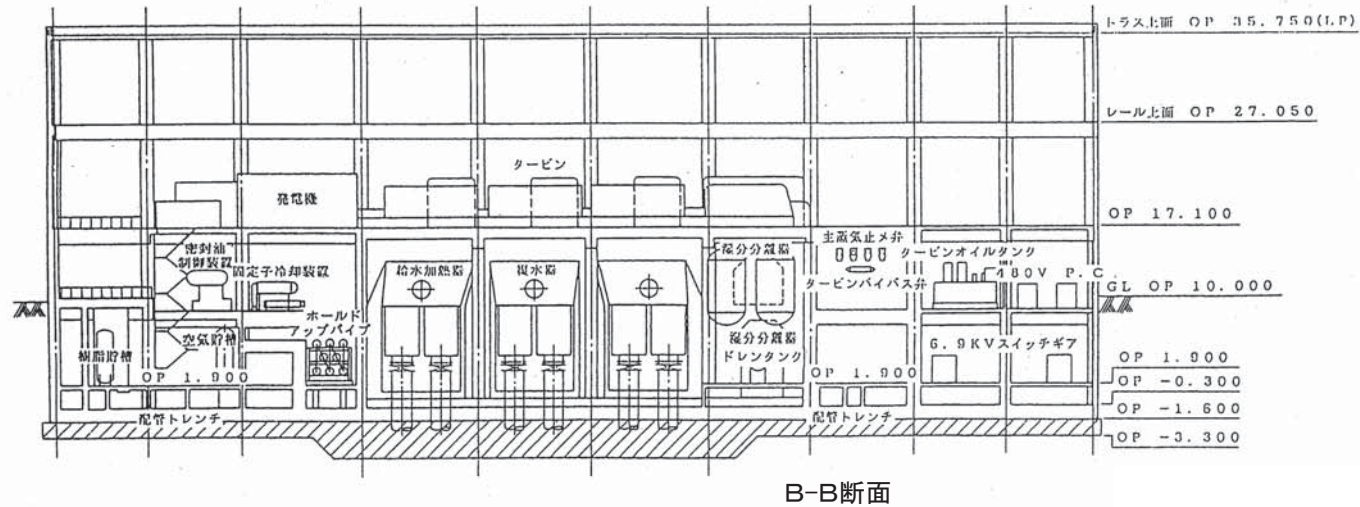 トラス上面 OP 35.750(LP)
レール上面 OP 27.050
タービン
発電機
OP 17.100
密封油
制御装置
固定子冷却装置
給水加熱器
復水器
湿分分離器
主蒸気止メ弁
タービンオイルタンク
480V P.C
タービンバイパス弁
GL OP 10.000
ホールド
アップパイプ
空気貯槽
樹脂貯槽
湿分分離器
ドレンタンク
6.9KVスイッチギア
OP 1.900
OP 1.900
OP 1.900
OP -0.300
配管トレンチ
配管トレンチ
OP -1.600
OP -3.300
B-B断面